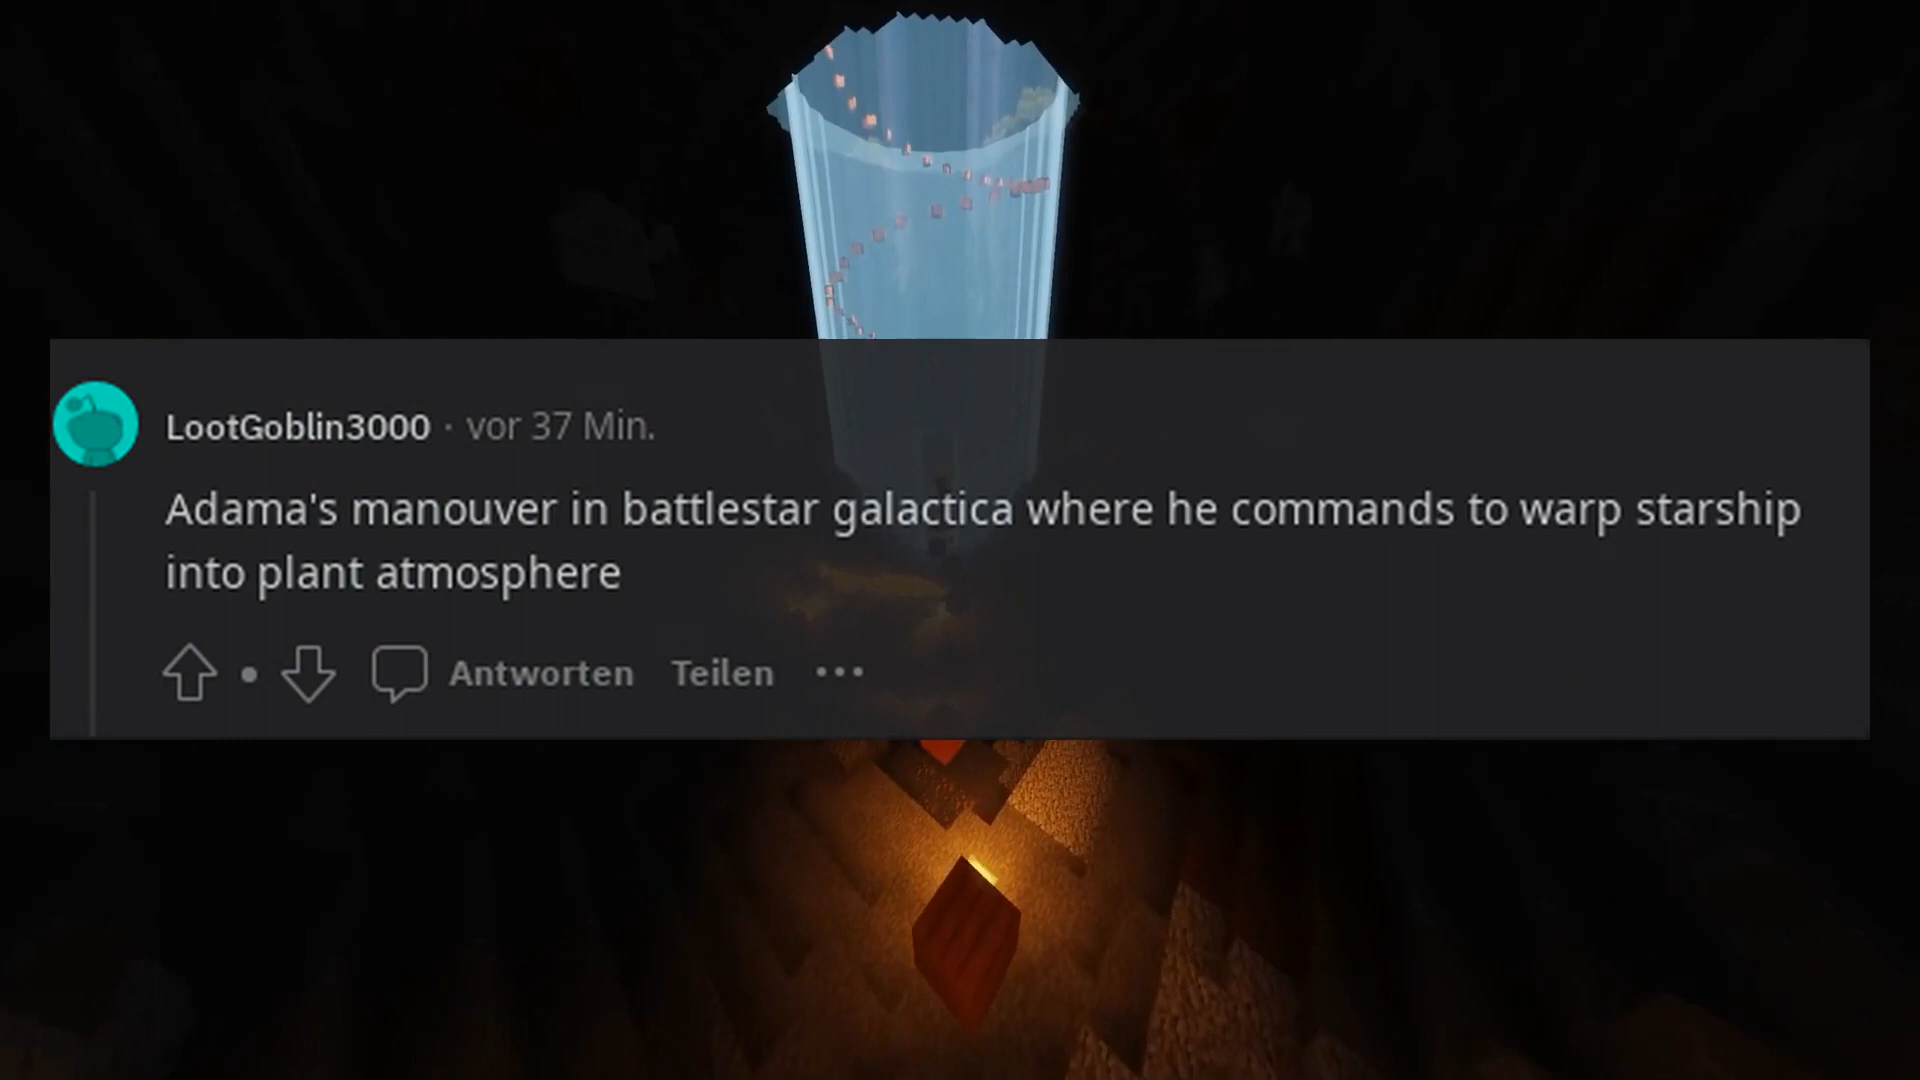 LootGoblin3000 · vor 37 Min.
Adama's manouver in battlestar galactica where he commands to warp starship
into plant atmosphere
Antworten Teilen